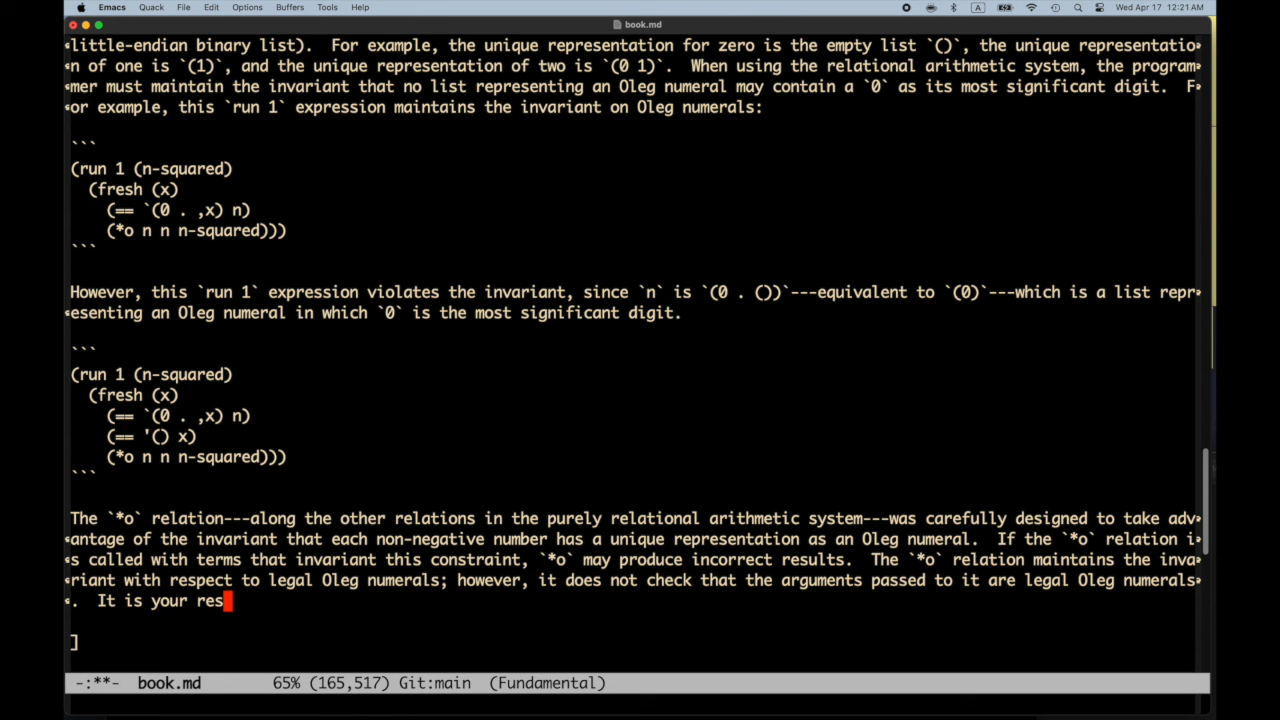 Emacs Quack File Edit Options Buffers Tools Help A Wed Apr 17 12:21 AM
book.md
little-endian binary list).  For example, the unique representation for zero is the empty list `()`, the unique representatio
n of one is `(1)`, and the unique representation of two is `(0 1)`.  When using the relational arithmetic system, the program
mer must maintain the invariant that no list representing an Oleg numeral may contain a `0` as its most significant digit.  F
or example, this `run 1` expression maintains the invariant on Oleg numerals:
```
(run 1 (n-squared)
  (fresh (x)
    (== `(0 . ,x) n)
    (*o n n n-squared)))
```
However, this `run 1` expression violates the invariant, since `n` is `(0 . ())`---equivalent to `(0)`---which is a list repr
esenting an Oleg numeral in which `0` is the most significant digit.
```
(run 1 (n-squared)
  (fresh (x)
    (== `(0 . ,x) n)
    (== '() x)
    (*o n n n-squared)))
```
The `*o` relation---along the other relations in the purely relational arithmetic system---was carefully designed to take adv
antage of the invariant that each non-negative number has a unique representation as an Oleg numeral.  If the `*o` relation i
s called with terms that invariant this constraint, `*o` may produce incorrect results.  The `*o` relation maintains the inva
riant with respect to legal Oleg numerals; however, it does not check that the arguments passed to it are legal Oleg numerals
.  It is your res
]
-:**-  book.md        65% (165,517) Git:main  (Fundamental)